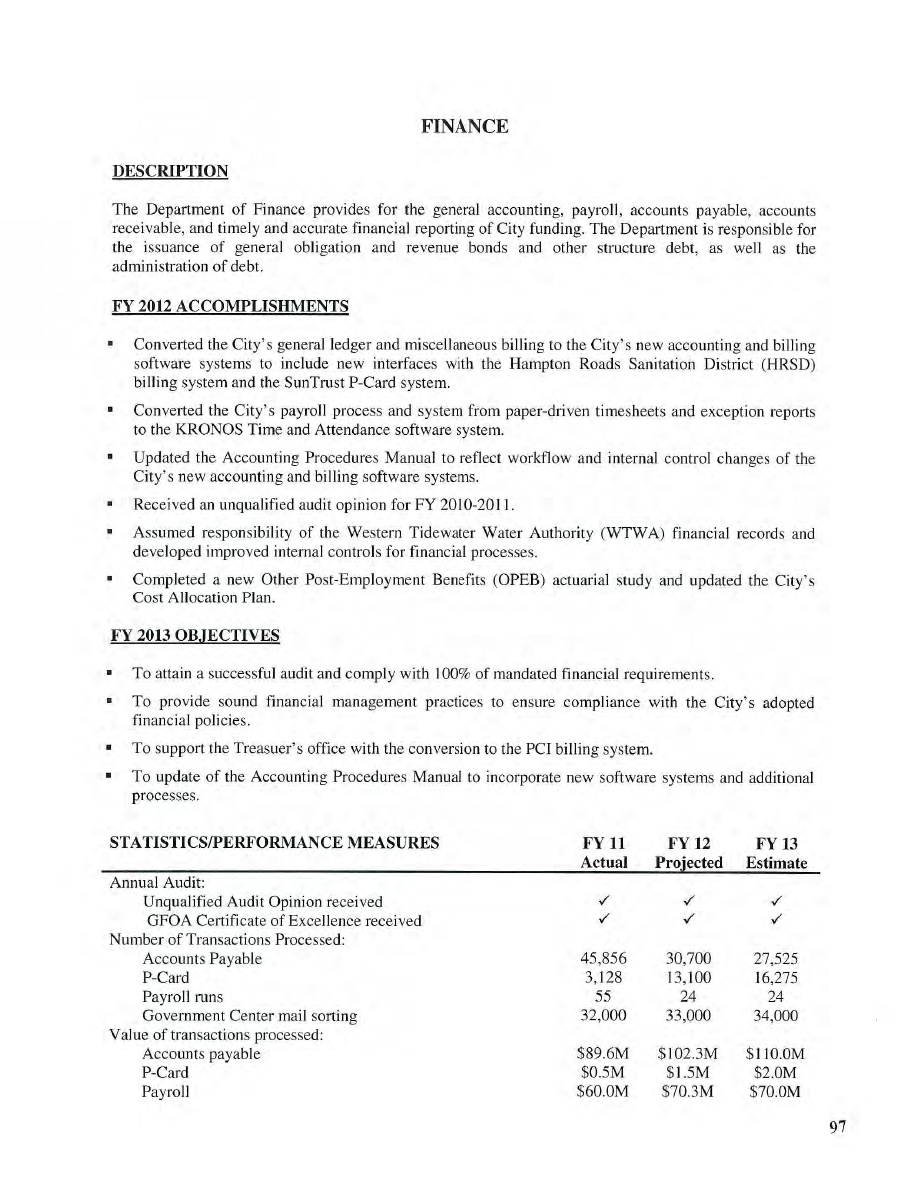 FINANCE
DESCRIPTION
The Department of Finance provides for the general accounting, payroll, accounts payable, accounts
receivable, and timely and accurate financial reporting of City funding. The Department is responsible for
the issuance of general obligation and revenue bonds and other structure debt, as well as the
administration of debt.
FY 2012 ACCOMPLISHMENTS
▪ Converted the City's general ledger and miscellaneous billing to the City's new accounting and billing
software systems to include new interfaces with the Hampton Roads Sanitation District (HRSD)
billing system and the SunTrust P-Card system.
▪ Converted the City's payroll process and system from paper-driven timesheets and exception reports
to the KRONOS Time and Attendance software system.
▪ Updated the Accounting Procedures Manual to reflect workflow and internal control changes of the
City's new accounting and billing software systems.
▪ Received an unqualified audit opinion for FY 2010-2011.
▪ Assumed responsibility of the Western Tidewater Water Authority (WTWA) financial records and
developed improved internal controls for financial processes.
▪ Completed a new Other Post-Employment Benefits (OPEB) actuarial study and updated the City's
Cost Allocation Plan.
FY 2013 OBJECTIVES
▪ To attain a successful audit and comply with 100% of mandated financial requirements.
▪ To provide sound financial management practices to ensure compliance with the City's adopted
financial policies.
▪ To support the Treasuer's office with the conversion to the PCI billing system.
▪ To update of the Accounting Procedures Manual to incorporate new software systems and additional
processes.
STATISTICS/PERFORMANCE MEASURES FY 11 FY 12 FY 13
Actual Projected Estimate
Annual Audit:
Unqualified Audit Opinion received ✓ ✓ ✓
GFOA Certificate of Excellence received ✓ ✓ ✓
Number of Transactions Processed:
Accounts Payable 45,856 30,700 27,525
P-Card 3,128 13,100 16,275
Payroll runs 55 24 24
Government Center mail sorting 32,000 33,000 34,000
Value of transactions processed:
Accounts payable $89.6M $102.3M $110.0M
P-Card $0.5M $1.5M $2.0M
Payroll $60.0M $70.3M $70.0M
97